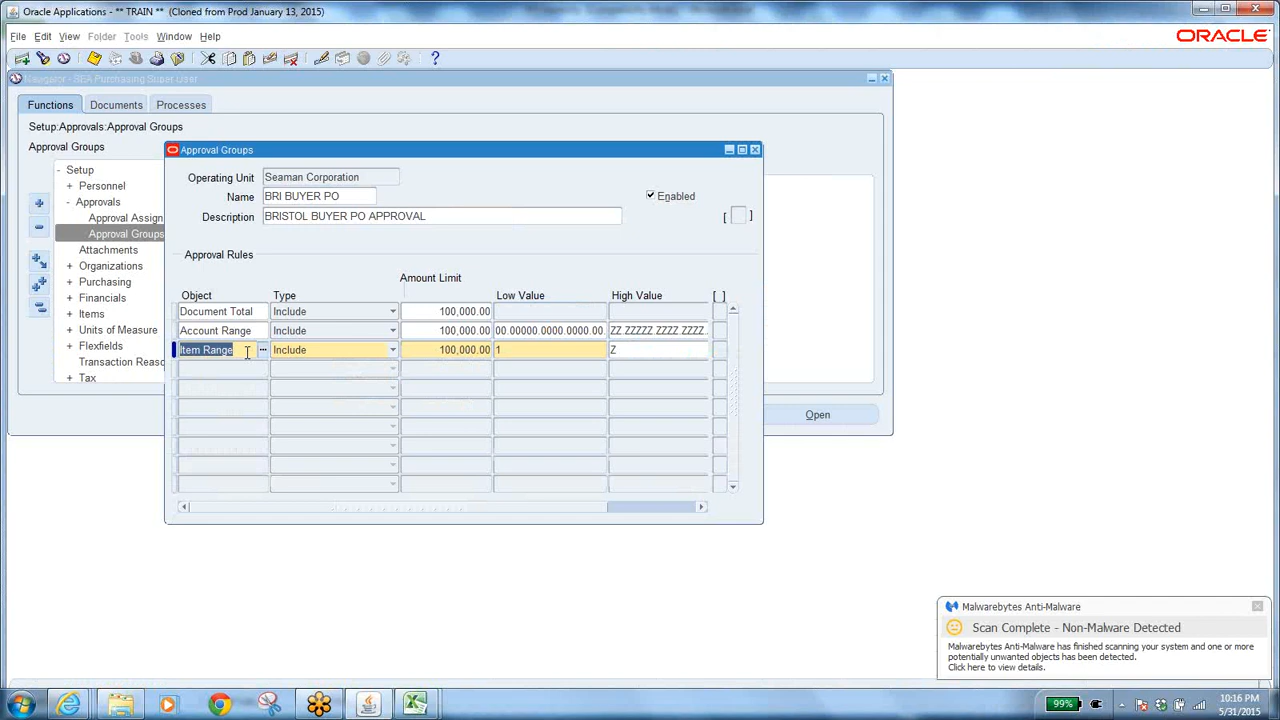 Oracle Applications - ** TRAIN ** (Cloned from Prod January 13, 2015)
File Edit View Folder Tools Window Help
ORACLE
Navigator - SEA Purchasing Super User
Functions Documents Processes
Setup:Approvals:Approval Groups
Approval Groups
- Setup
+ Personnel
- Approvals
Approval Assign
Approval Groups
Attachments
+ Organizations
+ Purchasing
+ Financials
+ Items
+ Units of Measure
+ Flexfields
Transaction Reaso
+ Tax
Open
Approval Groups
Operating Unit Seaman Corporation
Name BRI BUYER PO
Enabled
Description BRISTOL BUYER PO APPROVAL
[ ]
Approval Rules
Amount Limit
Object Type Low Value High Value [ ]
Document Total Include 100,000.00
Account Range Include 100,000.00 00.00000.0000.0000.00 ZZ.ZZZZZ.ZZZZ.ZZZZ.
Item Range Include 100,000.00 1 Z
Malwarebytes Anti-Malware
Scan Complete - Non-Malware Detected
Malwarebytes Anti-Malware has finished scanning your system and one or more
potentially unwanted objects has been detected.
Click here to view details.
99%
10:16 PM
5/31/2015